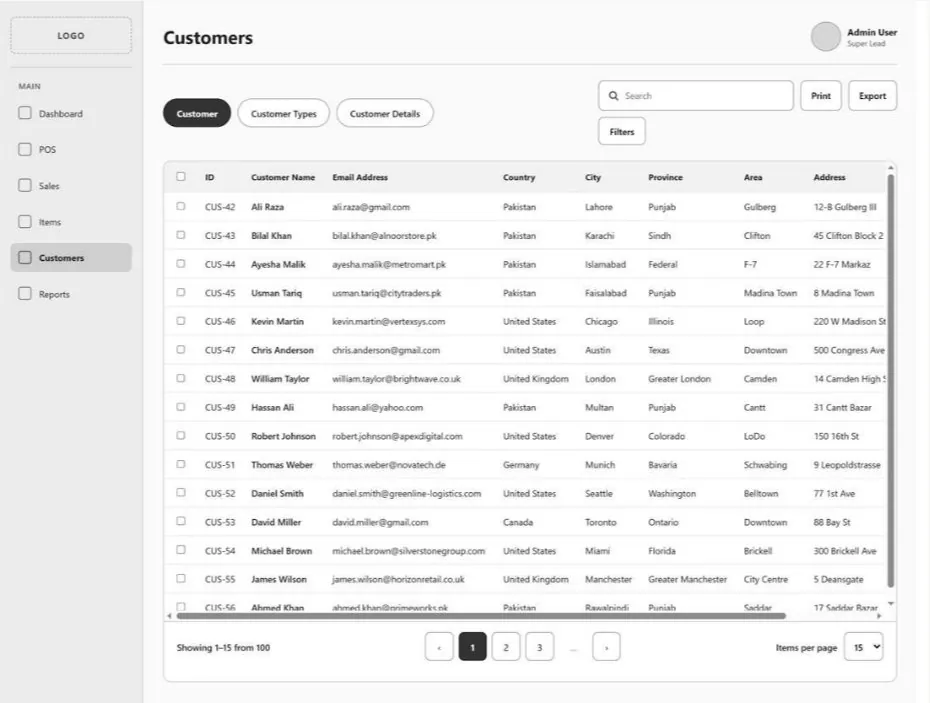 LOGO
Customers
Admin User
Super Lead
MAIN
Dashboard
POS
Sales
Items
Customers
Reports
Customer Customer Types Customer Details
Search Print Export
Filters
ID Customer Name Email Address Country City Province Area Address
CUS-42 Ali Raza ali.raza@gmail.com Pakistan Lahore Punjab Gulberg 12-B Gulberg III
CUS-43 Bilal Khan bilal.khan@alnoorstore.pk Pakistan Karachi Sindh Clifton 45 Clifton Block 2
CUS-44 Ayesha Malik ayesha.malik@metromart.pk Pakistan Islamabad Federal F-7 22 F-7 Markaz
CUS-45 Usman Tariq usman.tariq@citytraders.pk Pakistan Faisalabad Punjab Madina Town 8 Madina Town
CUS-46 Kevin Martin kevin.martin@vertexsys.com United States Chicago Illinois Loop 220 W Madison St
CUS-47 Chris Anderson chris.anderson@gmail.com United States Austin Texas Downtown 500 Congress Ave
CUS-48 William Taylor william.taylor@brightwave.co.uk United Kingdom London Greater London Camden 14 Camden High S
CUS-49 Hassan Ali hassan.ali@yahoo.com Pakistan Multan Punjab Cantt 31 Cantt Bazar
CUS-50 Robert Johnson robert.johnson@apexdigital.com United States Denver Colorado LoDo 150 16th St
CUS-51 Thomas Weber thomas.weber@novatech.de Germany Munich Bavaria Schwabing 9 Leopoldstrasse
CUS-52 Daniel Smith daniel.smith@greenline-logistics.com United States Seattle Washington Belltown 77 1st Ave
CUS-53 David Miller david.miller@gmail.com Canada Toronto Ontario Downtown 88 Bay St
CUS-54 Michael Brown michael.brown@silverstonegroup.com United States Miami Florida Brickell 300 Brickell Ave
CUS-55 James Wilson james.wilson@horizonretail.co.uk United Kingdom Manchester Greater Manchester City Centre 5 Deansgate
CUS-56 Ahmed Khan ahmed.khan@primeworks.pk Pakistan Rawalpindi Punjab Saddar 17 Saddar Bazar
Showing 1–15 from 100 ‹ 1 2 3 ... › Items per page 15